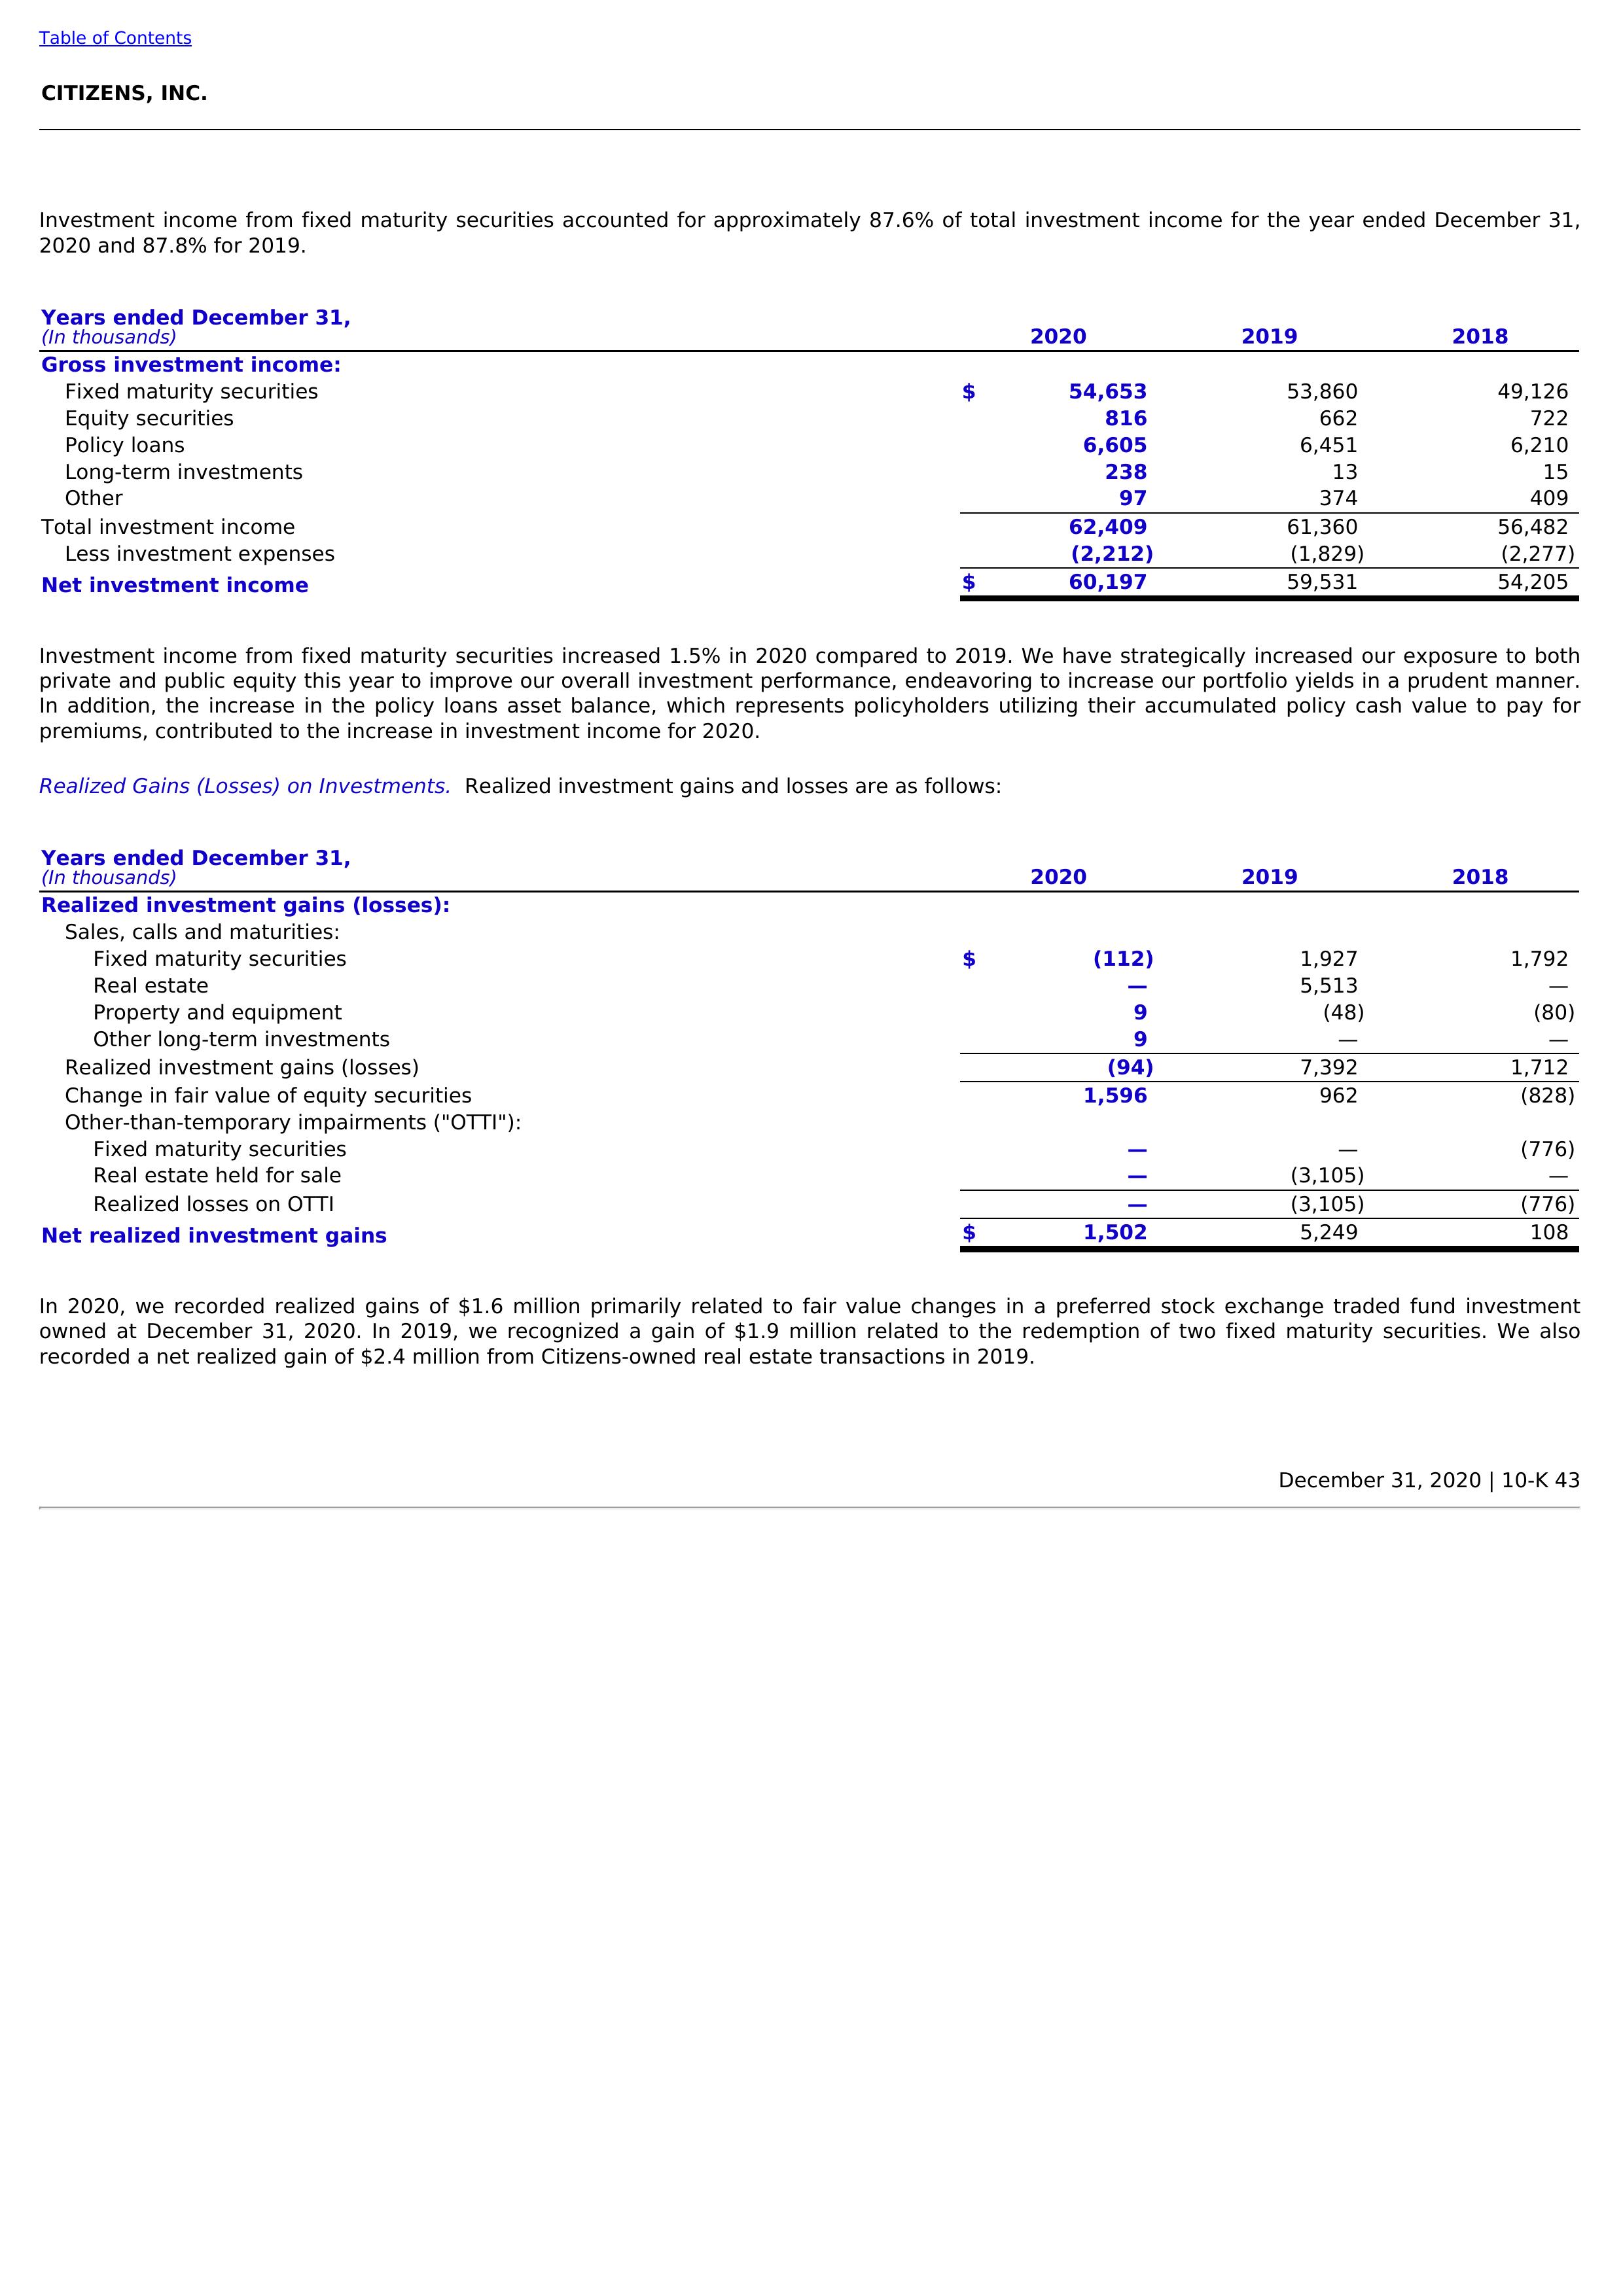 Table of Contents
CITIZENS, INC.
Investment income from fixed maturity securities accounted for approximately 87.6% of total investment income for the year ended December 31,
2020 and 87.8% for 2019.
Years ended December 31,
(In thousands) 2020 2019 2018
Gross investment income:
Fixed maturity securities $ 54,653 53,860 49,126
Equity securities 816 662 722
Policy loans 6,605 6,451 6,210
Long-term investments 238 13 15
Other 97 374 409
Total investment income 62,409 61,360 56,482
Less investment expenses (2,212) (1,829) (2,277)
Net investment income $ 60,197 59,531 54,205
Investment income from fixed maturity securities increased 1.5% in 2020 compared to 2019. We have strategically increased our exposure to both
private and public equity this year to improve our overall investment performance, endeavoring to increase our portfolio yields in a prudent manner.
In addition, the increase in the policy loans asset balance, which represents policyholders utilizing their accumulated policy cash value to pay for
premiums, contributed to the increase in investment income for 2020.
Realized Gains (Losses) on Investments. Realized investment gains and losses are as follows:
Years ended December 31,
(In thousands) 2020 2019 2018
Realized investment gains (losses):
Sales, calls and maturities:
Fixed maturity securities $ (112) 1,927 1,792
Real estate — 5,513 —
Property and equipment 9 (48) (80)
Other long-term investments 9 — —
Realized investment gains (losses) (94) 7,392 1,712
Change in fair value of equity securities 1,596 962 (828)
Other-than-temporary impairments ("OTTI"):
Fixed maturity securities — — (776)
Real estate held for sale — (3,105) —
Realized losses on OTTI — (3,105) (776)
Net realized investment gains $ 1,502 5,249 108
In 2020, we recorded realized gains of $1.6 million primarily related to fair value changes in a preferred stock exchange traded fund investment
owned at December 31, 2020. In 2019, we recognized a gain of $1.9 million related to the redemption of two fixed maturity securities. We also
recorded a net realized gain of $2.4 million from Citizens-owned real estate transactions in 2019.
December 31, 2020 | 10-K 43